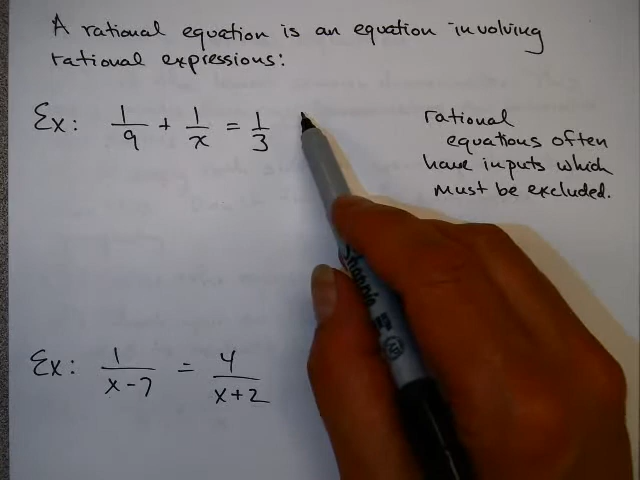 A rational equation is an equation involving
rational expressions:
Ex: 1/9 + 1/x = 1/3
rational
equations often
have inputs which
must be excluded.
Sharpie
Ex: 1/(x-7) = 4/(x+2)